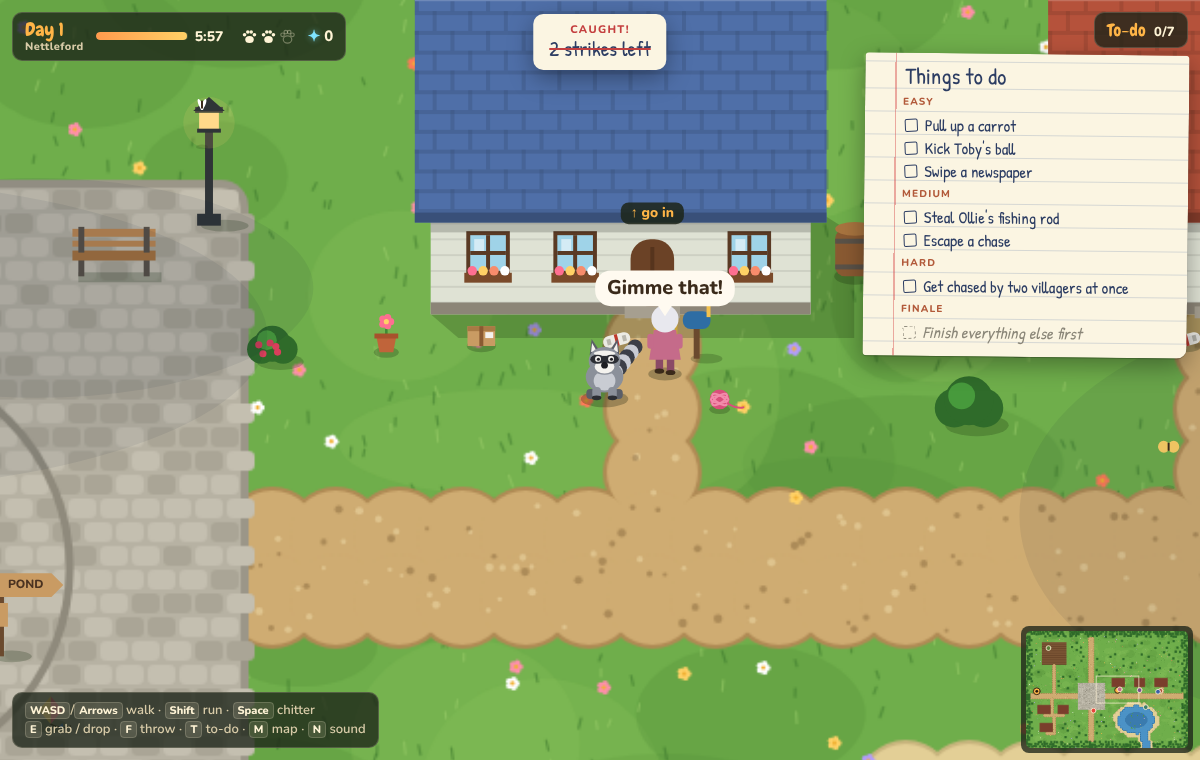 Day 1
Nettleford
5:57
0
CAUGHT!
2 strikes left
To-do 0/7
Things to do
EASY
Pull up a carrot
Kick Toby's ball
Swipe a newspaper
MEDIUM
Steal Ollie's fishing rod
Escape a chase
HARD
Get chased by two villagers at once
FINALE
Finish everything else first
↑ go in
Gimme that!
POND
WASD/Arrows walk · Shift run · Space chitter
E grab / drop · F throw · T to-do · M map · N sound